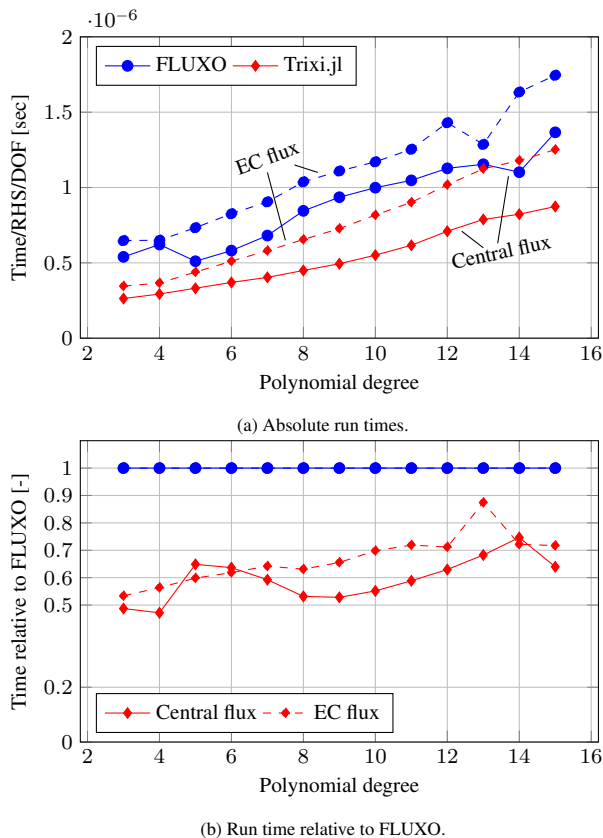 ·10⁻⁶
2
1.5
1
0.5
0
Time/RHS/DOF [sec]
FLUXO Trixi.jl
EC flux
Central flux
2 4 6 8 10 12 14 16
Polynomial degree
(a) Absolute run times.
1
0.9
0.8
0.7
0.6
0.5
0.2
0
Time relative to FLUXO [-]
Central flux EC flux
2 4 6 8 10 12 14 16
Polynomial degree
(b) Run time relative to FLUXO.